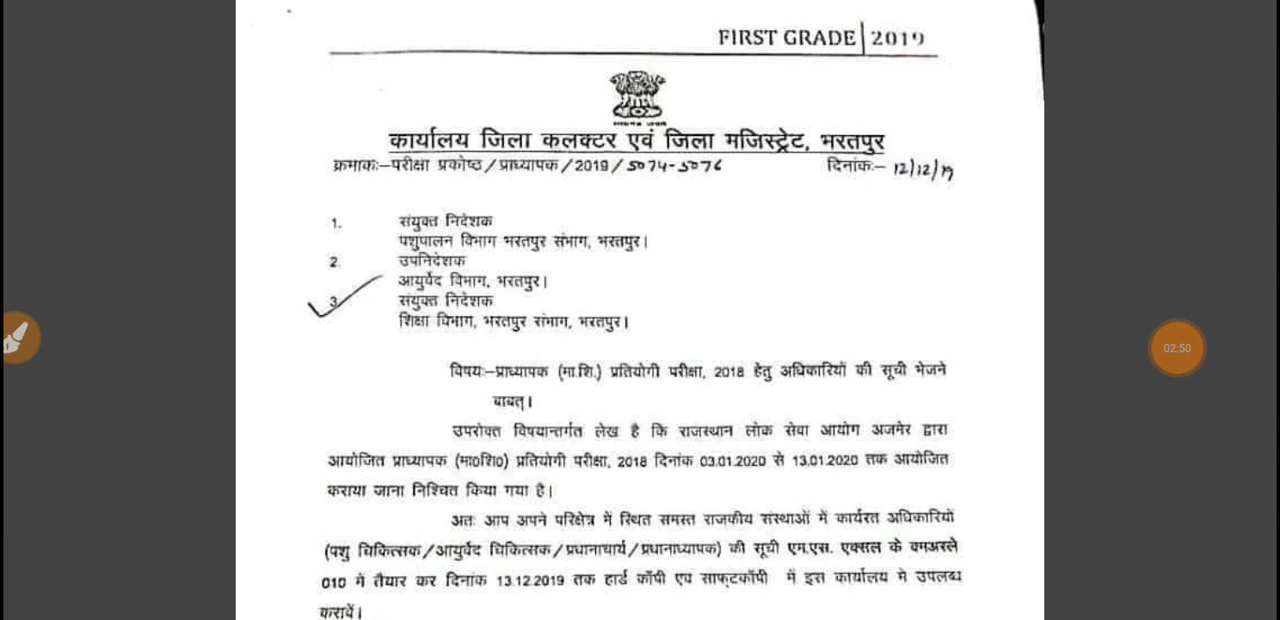 FIRST GRADE 2019
कार्यालय जिला कलक्टर एवं जिला मजिस्ट्रेट, भरतपुर
क्रमांकः–परीक्षा प्रकोष्ठ/प्राध्यापक/2019/5074-5076 दिनांकः– 12/12/19
1. संयुक्त निदेशक
पशुपालन विभाग भरतपुर संभाग, भरतपुर।
2. उपनिदेशक
आयुर्वेद विभाग, भरतपुर।
3. संयुक्त निदेशक
शिक्षा विभाग, भरतपुर संभाग, भरतपुर।
विषयः–प्राध्यापक (मा.शि.) प्रतियोगी परीक्षा, 2018 हेतु अधिकारियों की सूची भेजने
बाबत्।
उपरोक्त विषयान्तर्गत लेख है कि राजस्थान लोक सेवा आयोग अजमेर द्वारा
आयोजित प्राध्यापक (मा0शि0) प्रतियोगी परीक्षा, 2018 दिनांक 03.01.2020 से 13.01.2020 तक आयोजित
कराया जाना निश्चित किया गया है।
अतः आप अपने परिक्षेत्र में स्थित समस्त राजकीय संस्थाओं में कार्यरत अधिकारियों
(पशु चिकित्सक/आयुर्वेद चिकित्सक/प्रधानाचार्य/प्रधानाध्यापक) की सूची एम.एस. एक्सल के
010 में तैयार कर दिनांक 13.12.2019 तक हार्ड कॉपी एव साफ्टकॉपी में इस कार्यालय मे उपलब्ध
करावें।
02:50